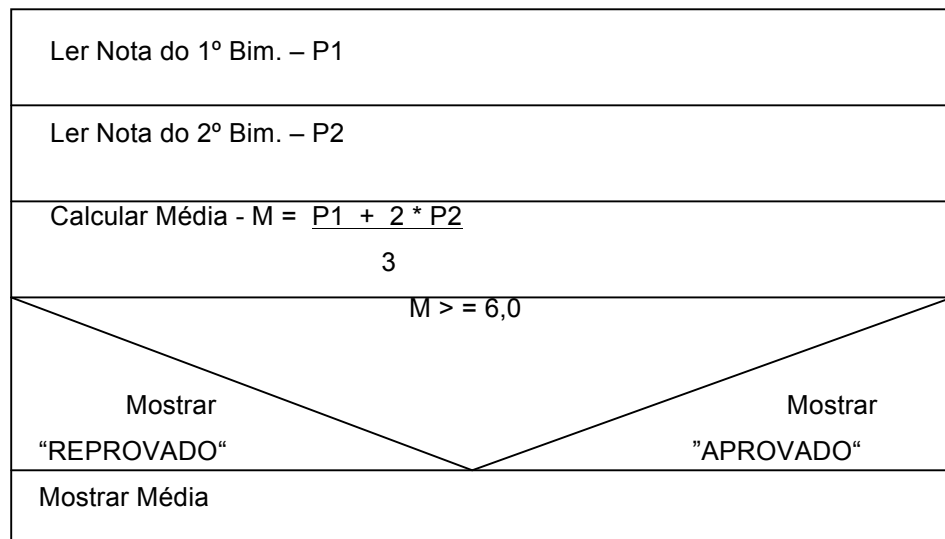 Ler Nota do 1º Bim. – P1
Ler Nota do 2º Bim. – P2
Calcular Média - M = P1 + 2 * P2
3
M > = 6,0
Mostrar Mostrar
“REPROVADO“ ”APROVADO“
Mostrar Média